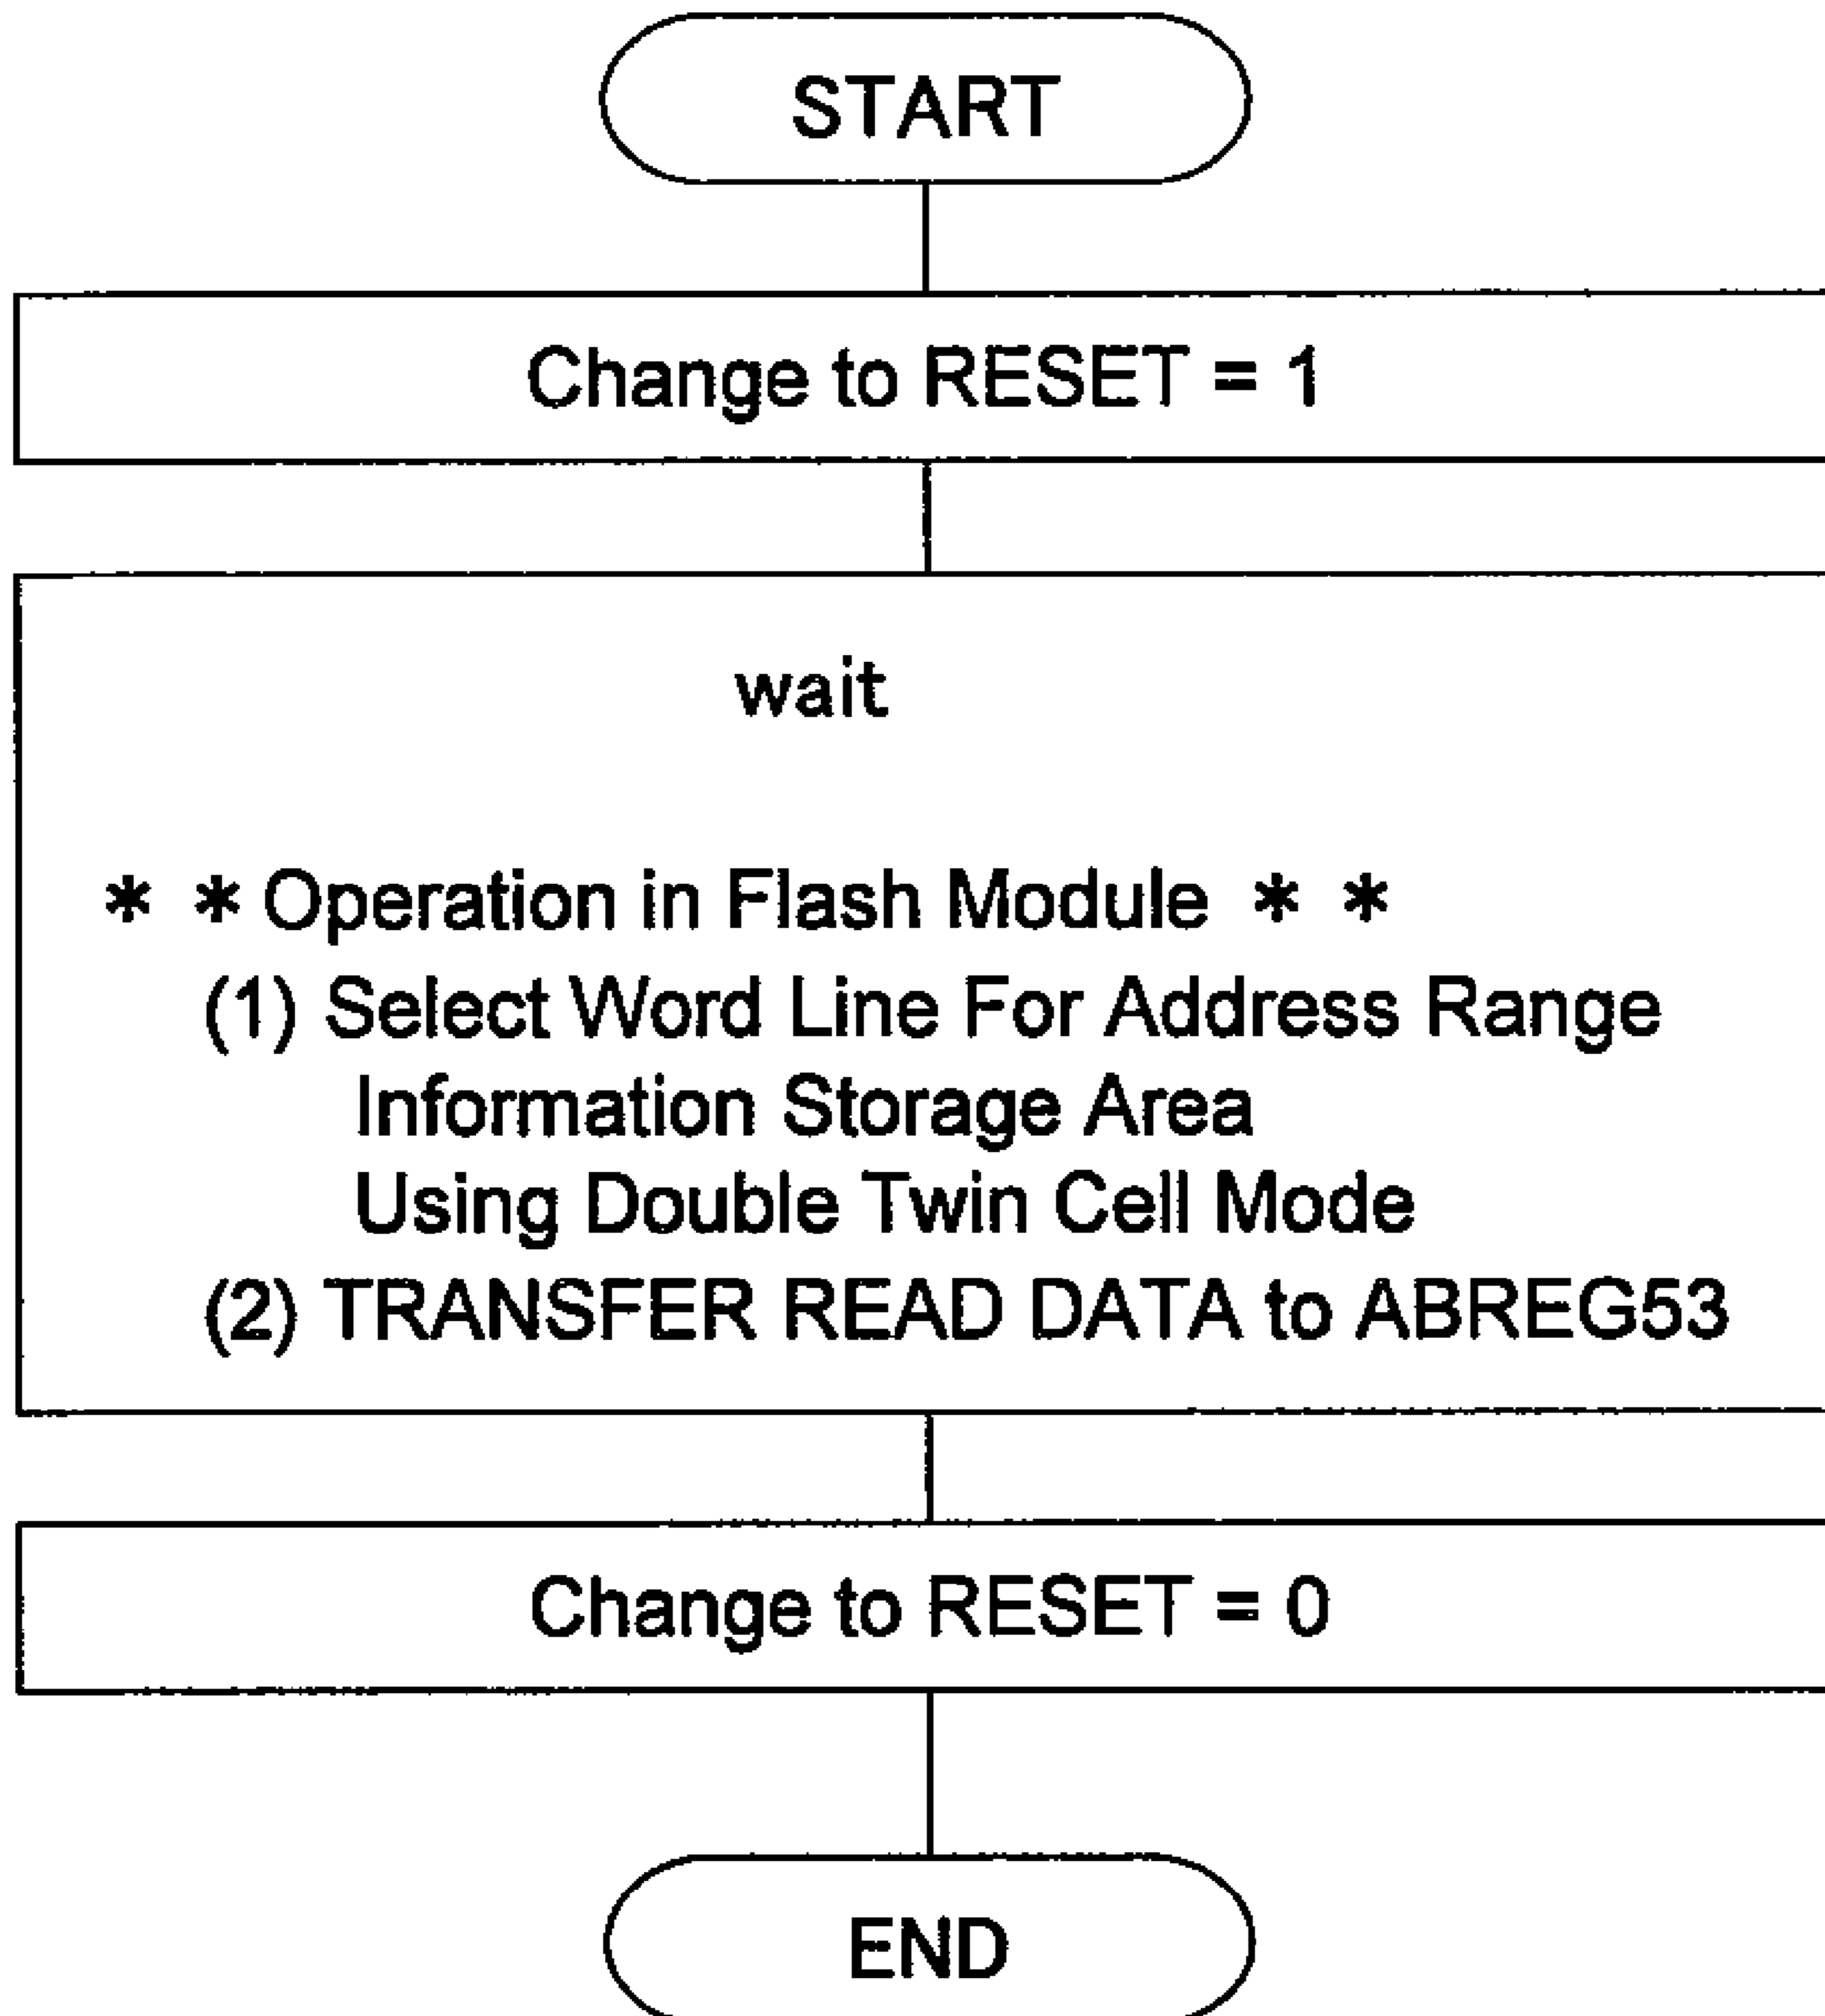 START
Change to RESET = 1
wait
* * Operation in Flash Module * *
(1) Select Word Line For Address Range
Information Storage Area
Using Double Twin Cell Mode
(2) TRANSFER READ DATA to ABREG53
Change to RESET = 0
END